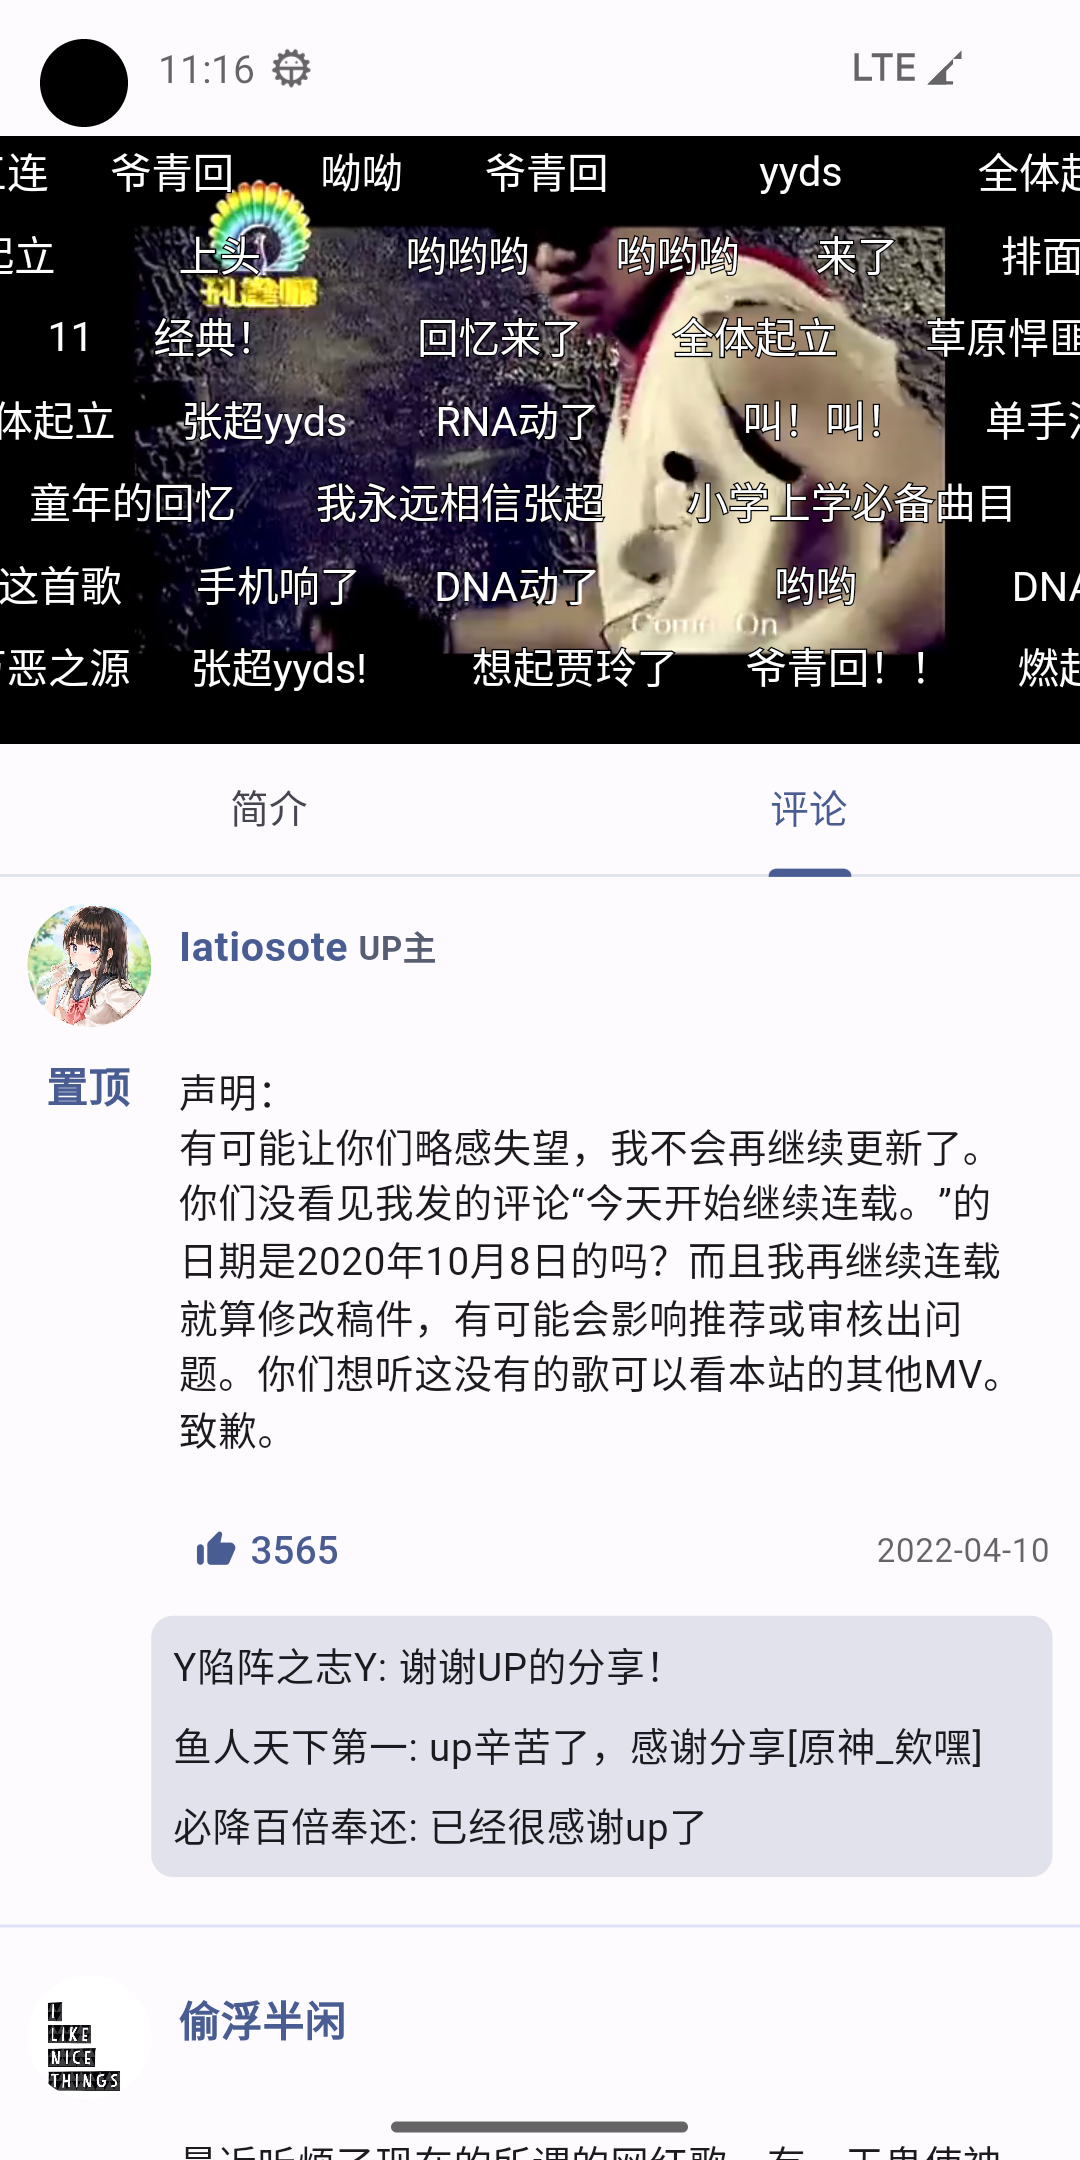 11:16 LTE
连 爷青回 呦呦 爷青回 yyds 全体起
起立 上头 哟哟哟 哟哟哟 来了 排面
11 经典！ 回忆来了 全体起立 草原悍匪
体起立 张超yyds RNA动了 叫！叫！ 单手
童年的回忆 我永远相信张超 小学上学必备曲目
这首歌 手机响了 DNA动了 哟哟 DNA
Come On
恶之源 张超yyds! 想起贾玲了 爷青回！！ 燃起
简介 评论
latiosote UP主
置顶 声明：
有可能让你们略感失望，我不会再继续更新了。
你们没看见我发的评论“今天开始继续连载。”的
日期是2020年10月8日的吗？而且我再继续连载
就算修改稿件，有可能会影响推荐或审核出问
题。你们想听这没有的歌可以看本站的其他MV。
致歉。
3565 2022-04-10
Y陷阵之志Y: 谢谢UP的分享！
鱼人天下第一: up辛苦了，感谢分享[原神_欸嘿]
必降百倍奉还: 已经很感谢up了
I
LIKE
NICE
THINGS
偷浮半闲
最近听烦了现在的所谓的网红歌，有